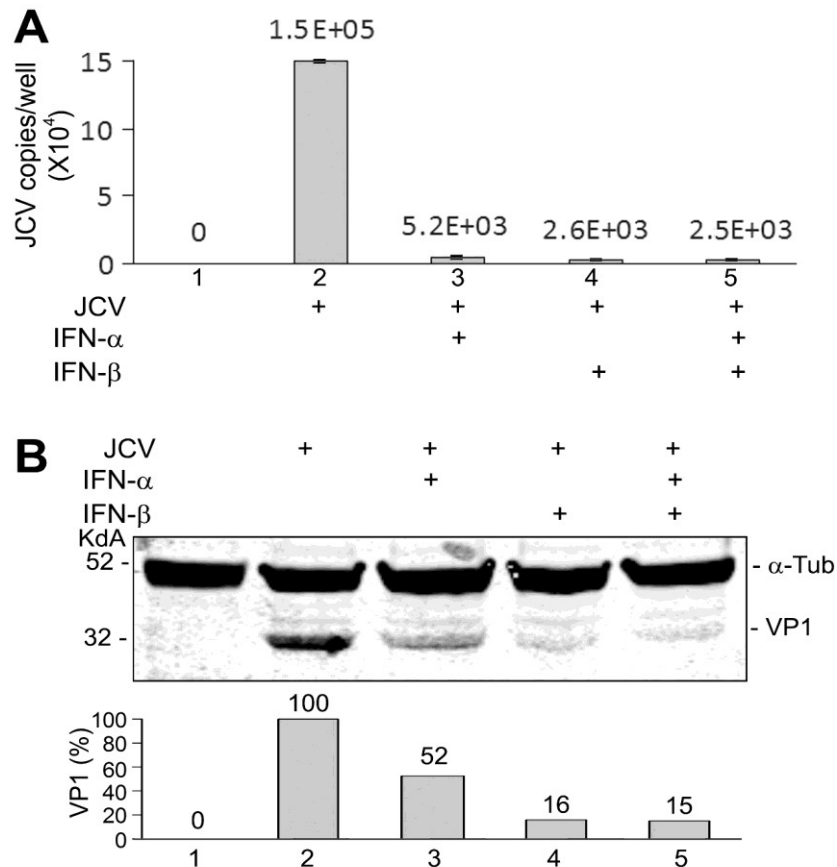 A
1.5E+05
JCV copies/well
(X10⁴)
15
10
5
0
0
5.2E+03
2.6E+03
2.5E+03
1 2 3 4 5
JCV + + + +
IFN-α + +
IFN-β + +
B
JCV + + + +
IFN-α + +
IFN-β + +
KdA
52 - - α-Tub
- VP1
32 -
VP1 (%)
100
80
60
40
20
0
0
100
52
16
15
1 2 3 4 5